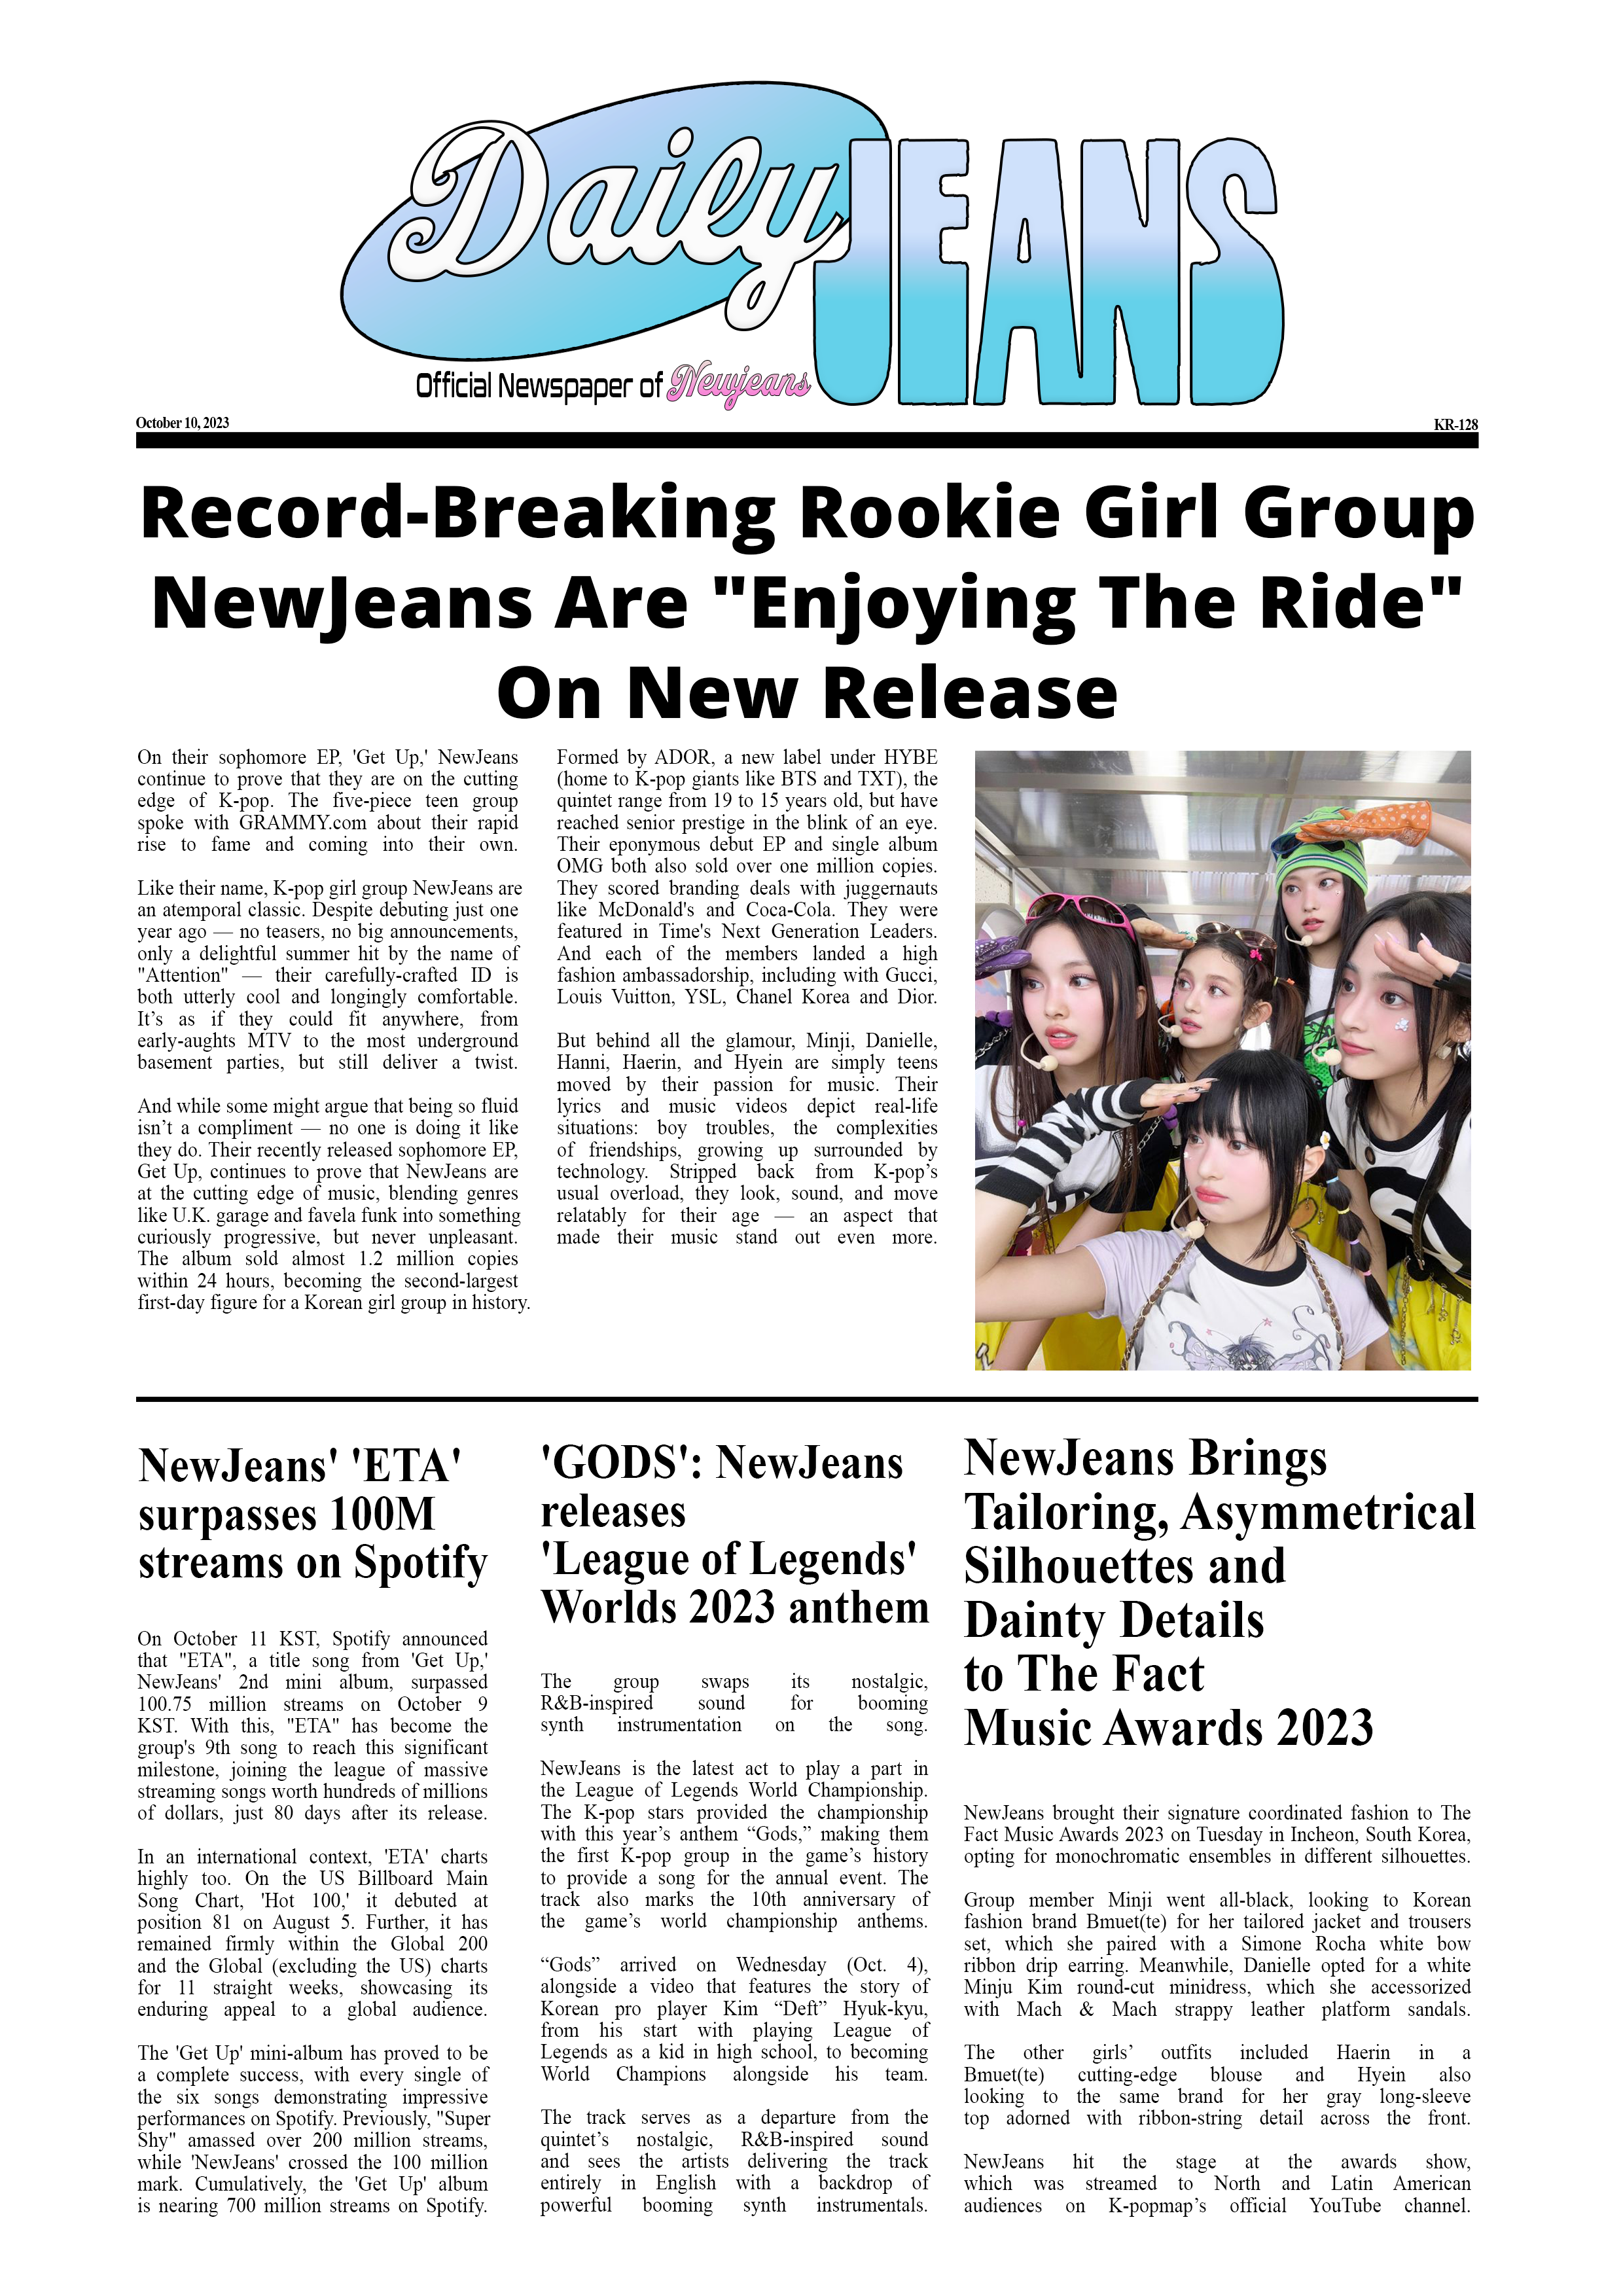 Daily JEANS
Official Newspaper of Newjeans
October 10, 2023
KR-128
Record-Breaking Rookie Girl Group
NewJeans Are "Enjoying The Ride"
On New Release
On their sophomore EP, 'Get Up,' NewJeans
continue to prove that they are on the cutting
edge of K-pop. The five-piece teen group
spoke with GRAMMY.com about their rapid
rise to fame and coming into their own.
Like their name, K-pop girl group NewJeans are
an atemporal classic. Despite debuting just one
year ago — no teasers, no big announcements,
only a delightful summer hit by the name of
"Attention" — their carefully-crafted ID is
both utterly cool and longingly comfortable.
It’s as if they could fit anywhere, from
early-aughts MTV to the most underground
basement parties, but still deliver a twist.
And while some might argue that being so fluid
isn’t a compliment — no one is doing it like
they do. Their recently released sophomore EP,
Get Up, continues to prove that NewJeans are
at the cutting edge of music, blending genres
like U.K. garage and favela funk into something
curiously progressive, but never unpleasant.
The album sold almost 1.2 million copies
within 24 hours, becoming the second-largest
first-day figure for a Korean girl group in history.
Formed by ADOR, a new label under HYBE
(home to K-pop giants like BTS and TXT), the
quintet range from 19 to 15 years old, but have
reached senior prestige in the blink of an eye.
Their eponymous debut EP and single album
OMG both also sold over one million copies.
They scored branding deals with juggernauts
like McDonald's and Coca-Cola. They were
featured in Time's Next Generation Leaders.
And each of the members landed a high
fashion ambassadorship, including with Gucci,
Louis Vuitton, YSL, Chanel Korea and Dior.
But behind all the glamour, Minji, Danielle,
Hanni, Haerin, and Hyein are simply teens
moved by their passion for music. Their
lyrics and music videos depict real-life
situations: boy troubles, the complexities
of friendships, growing up surrounded by
technology. Stripped back from K-pop’s
usual overload, they look, sound, and move
relatably for their age — an aspect that
made their music stand out even more.
NewJeans' 'ETA'
surpasses 100M
streams on Spotify
On October 11 KST, Spotify announced
that "ETA", a title song from 'Get Up,'
NewJeans' 2nd mini album, surpassed
100.75 million streams on October 9
KST. With this, "ETA" has become the
group's 9th song to reach this significant
milestone, joining the league of massive
streaming songs worth hundreds of millions
of dollars, just 80 days after its release.
In an international context, 'ETA' charts
highly too. On the US Billboard Main
Song Chart, 'Hot 100,' it debuted at
position 81 on August 5. Further, it has
remained firmly within the Global 200
and the Global (excluding the US) charts
for 11 straight weeks, showcasing its
enduring appeal to a global audience.
The 'Get Up' mini-album has proved to be
a complete success, with every single of
the six songs demonstrating impressive
performances on Spotify. Previously, "Super
Shy" amassed over 200 million streams,
while 'NewJeans' crossed the 100 million
mark. Cumulatively, the 'Get Up' album
is nearing 700 million streams on Spotify.
'GODS': NewJeans
releases
'League of Legends'
Worlds 2023 anthem
The group swaps its nostalgic,
R&B-inspired sound for booming
synth instrumentation on the song.
NewJeans is the latest act to play a part in
the League of Legends World Championship.
The K-pop stars provided the championship
with this year’s anthem “Gods,” making them
the first K-pop group in the game’s history
to provide a song for the annual event. The
track also marks the 10th anniversary of
the game’s world championship anthems.
“Gods” arrived on Wednesday (Oct. 4),
alongside a video that features the story of
Korean pro player Kim “Deft” Hyuk-kyu,
from his start with playing League of
Legends as a kid in high school, to becoming
World Champions alongside his team.
The track serves as a departure from the
quintet’s nostalgic, R&B-inspired sound
and sees the artists delivering the track
entirely in English with a backdrop of
powerful booming synth instrumentals.
NewJeans Brings
Tailoring, Asymmetrical
Silhouettes and
Dainty Details
to The Fact
Music Awards 2023
NewJeans brought their signature coordinated fashion to The
Fact Music Awards 2023 on Tuesday in Incheon, South Korea,
opting for monochromatic ensembles in different silhouettes.
Group member Minji went all-black, looking to Korean
fashion brand Bmuet(te) for her tailored jacket and trousers
set, which she paired with a Simone Rocha white bow
ribbon drip earring. Meanwhile, Danielle opted for a white
Minju Kim round-cut minidress, which she accessorized
with Mach & Mach strappy leather platform sandals.
The other girls’ outfits included Haerin in a
Bmuet(te) cutting-edge blouse and Hyein also
looking to the same brand for her gray long-sleeve
top adorned with ribbon-string detail across the front.
NewJeans hit the stage at the awards show,
which was streamed to North and Latin American
audiences on K-popmap’s official YouTube channel.